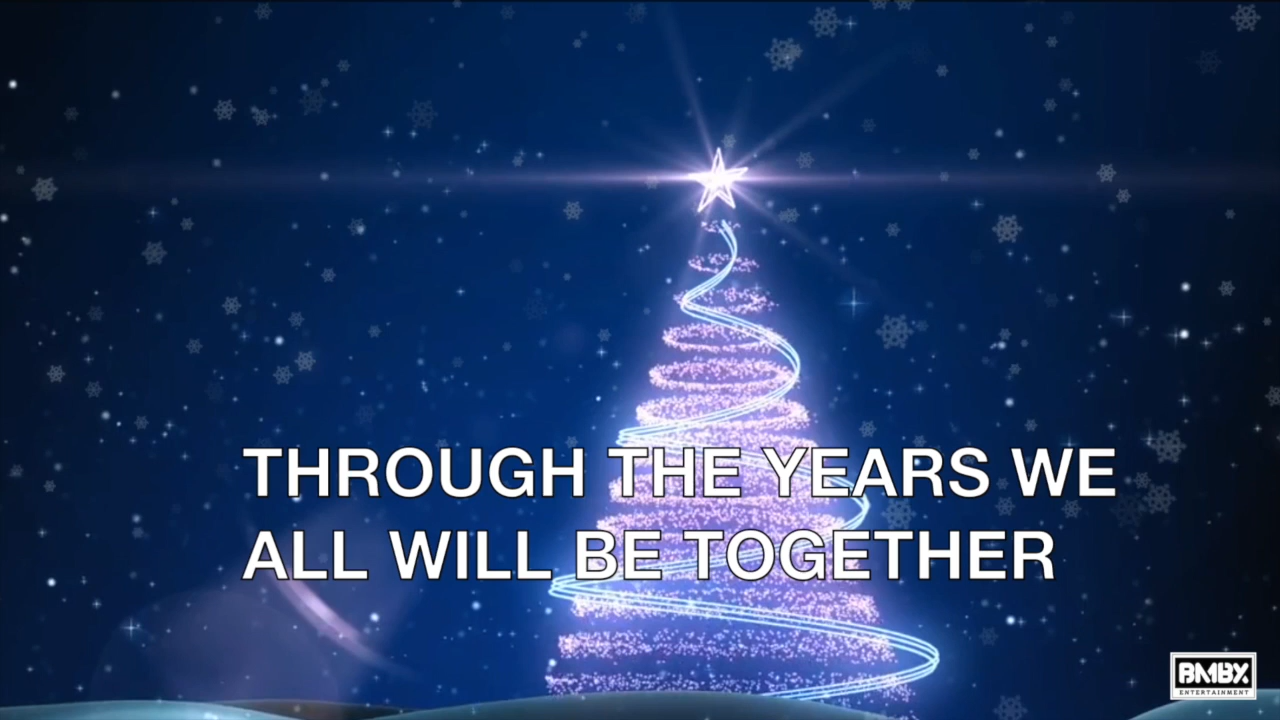 THROUGH THE YEARS WE
ALL WILL BE TOGETHER
BMBX
ENTERTAINMENT